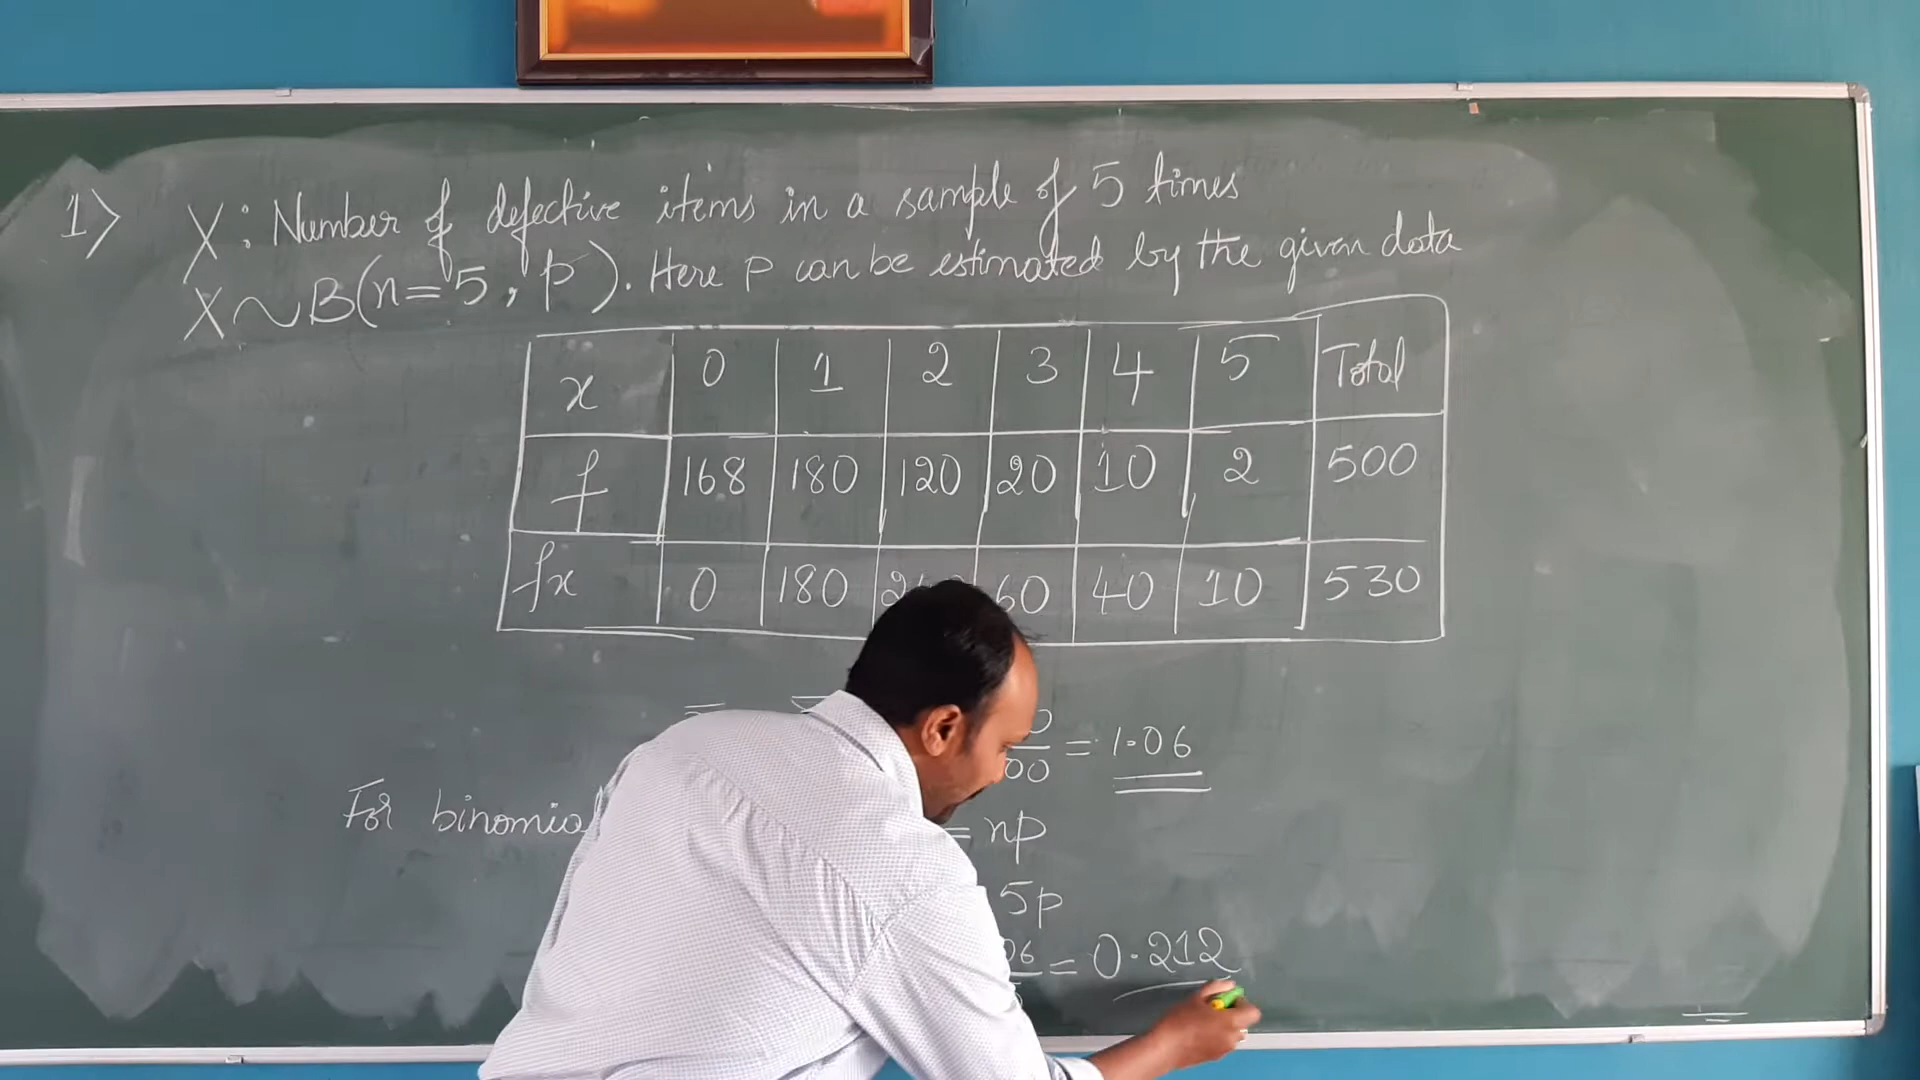 1> X: Number of defective items in a sample of 5 times
X~B(n=5, p). Here p can be estimated by the given data
x 0 1 2 3 4 5 Total
f 168 180 120 20 10 2 500
fx 0 180 60 40 10 530
= 1.06
For binomial = np
5p
= 0.212